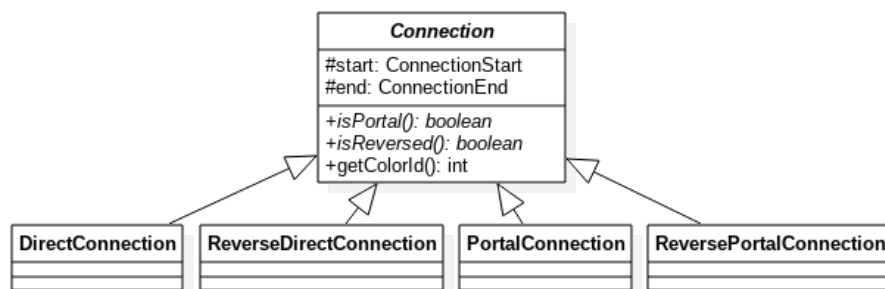 Connection
#start: ConnectionStart
#end: ConnectionEnd
+isPortal(): boolean
+isReversed(): boolean
+getColorId(): int
DirectConnection
ReverseDirectConnection
PortalConnection
ReversePortalConnection